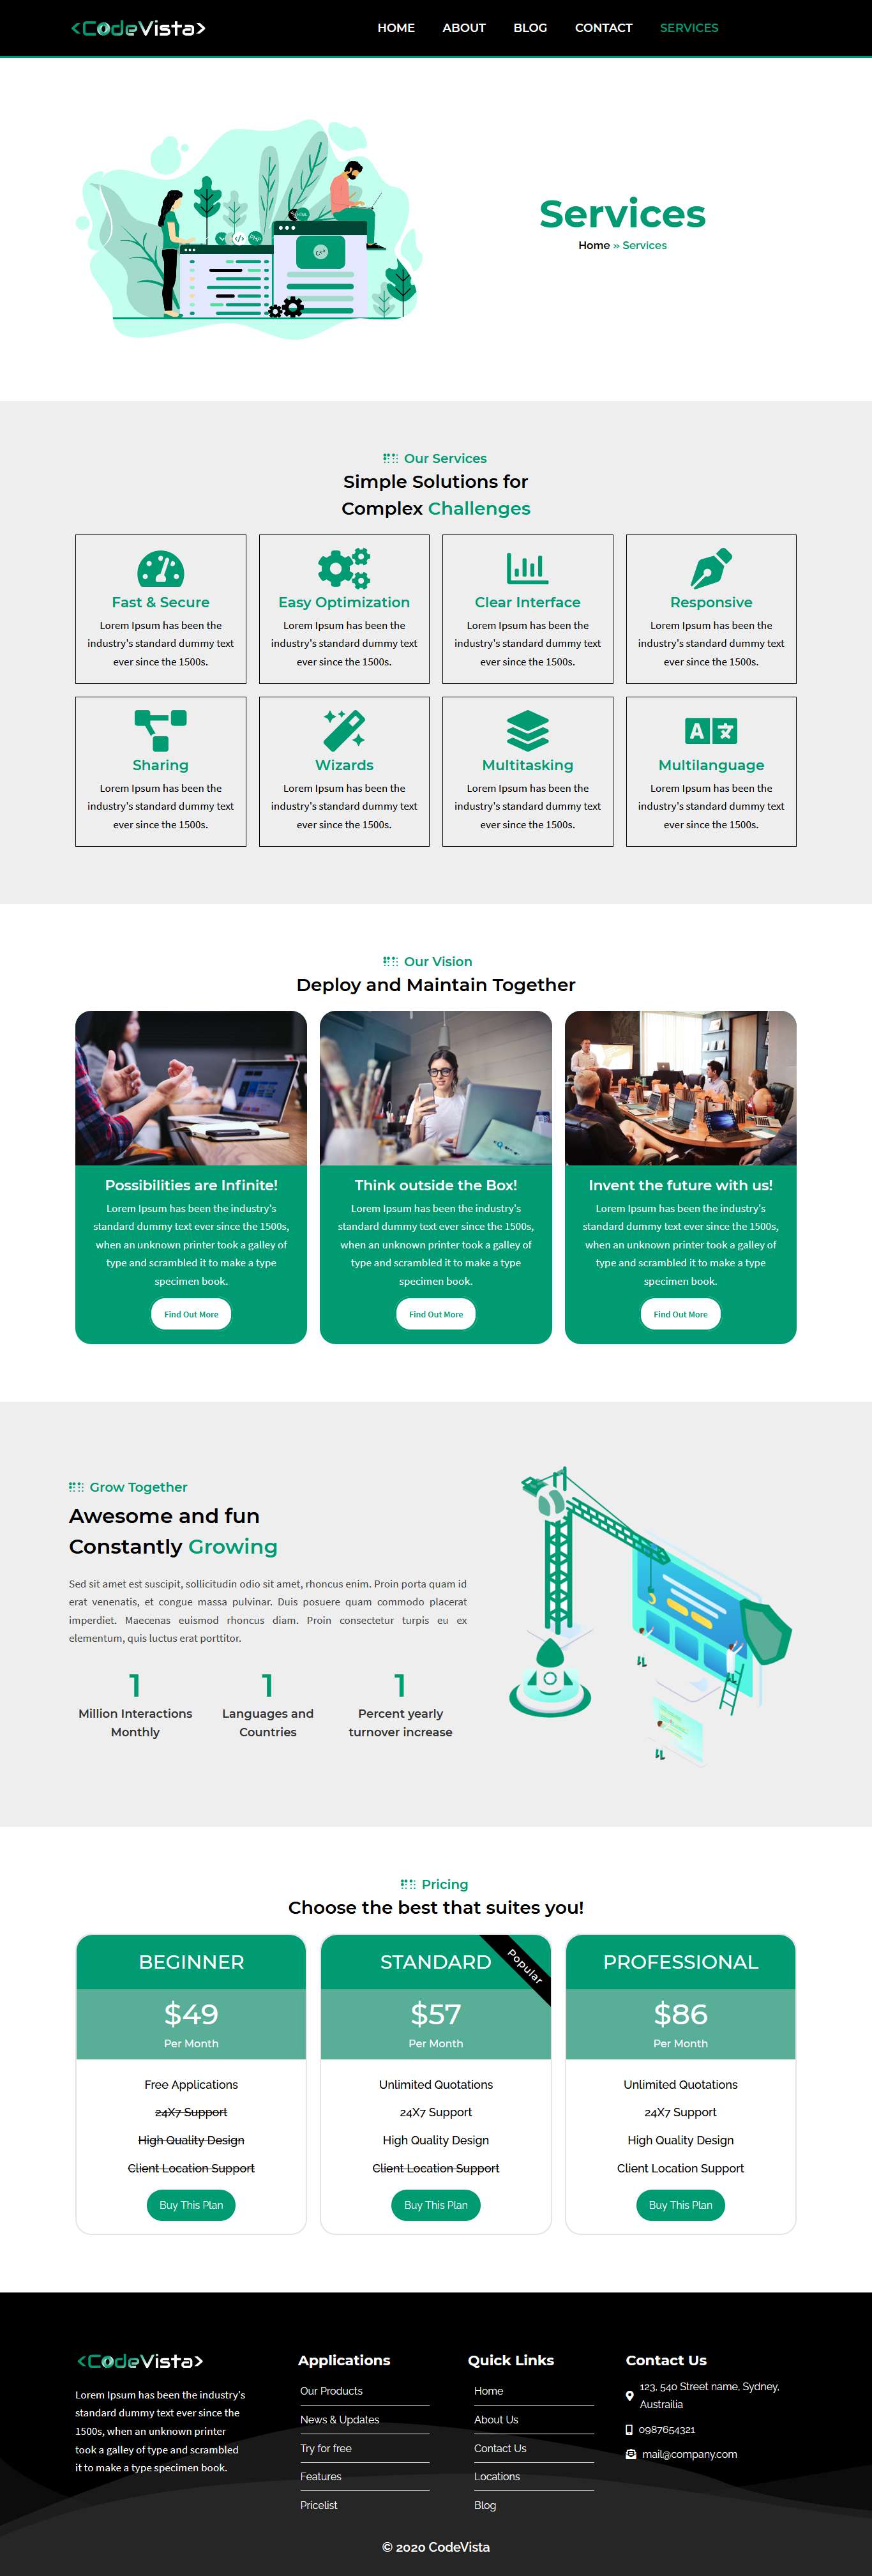 <CodeVista>
HOME ABOUT BLOG CONTACT SERVICES
</>
PHP
C++
Services
Home » Services
Our Services
Simple Solutions for
Complex Challenges
Fast & Secure
Lorem Ipsum has been the
industry's standard dummy text
ever since the 1500s.
Easy Optimization
Lorem Ipsum has been the
industry's standard dummy text
ever since the 1500s.
Clear Interface
Lorem Ipsum has been the
industry's standard dummy text
ever since the 1500s.
Responsive
Lorem Ipsum has been the
industry's standard dummy text
ever since the 1500s.
Sharing
Lorem Ipsum has been the
industry's standard dummy text
ever since the 1500s.
Wizards
Lorem Ipsum has been the
industry's standard dummy text
ever since the 1500s.
Multitasking
Lorem Ipsum has been the
industry's standard dummy text
ever since the 1500s.
A 文
Multilanguage
Lorem Ipsum has been the
industry's standard dummy text
ever since the 1500s.
Our Vision
Deploy and Maintain Together
Possibilities are Infinite!
Lorem Ipsum has been the industry's
standard dummy text ever since the 1500s,
when an unknown printer took a galley of
type and scrambled it to make a type
specimen book.
Find Out More
Think outside the Box!
Lorem Ipsum has been the industry's
standard dummy text ever since the 1500s,
when an unknown printer took a galley of
type and scrambled it to make a type
specimen book.
Find Out More
Invent the future with us!
Lorem Ipsum has been the industry's
standard dummy text ever since the 1500s,
when an unknown printer took a galley of
type and scrambled it to make a type
specimen book.
Find Out More
Grow Together
Awesome and fun
Constantly Growing
Sed sit amet est suscipit, sollicitudin odio sit amet, rhoncus enim. Proin porta quam id
erat venenatis, et congue massa pulvinar. Duis posuere quam commodo placerat
imperdiet. Maecenas euismod rhoncus diam. Proin consectetur turpis eu ex
elementum, quis luctus erat porttitor.
1
Million Interactions
Monthly
1
Languages and
Countries
1
Percent yearly
turnover increase
Pricing
Choose the best that suites you!
BEGINNER
$49
Per Month
Free Applications
24X7 Support
High Quality Design
Client Location Support
Buy This Plan
STANDARD
Popular
$57
Per Month
Unlimited Quotations
24X7 Support
High Quality Design
Client Location Support
Buy This Plan
PROFESSIONAL
$86
Per Month
Unlimited Quotations
24X7 Support
High Quality Design
Client Location Support
Buy This Plan
<CodeVista>
Lorem Ipsum has been the industry's
standard dummy text ever since the
1500s, when an unknown printer
took a galley of type and scrambled
it to make a type specimen book.
Applications
Our Products
News & Updates
Try for free
Features
Pricelist
Quick Links
Home
About Us
Contact Us
Locations
Blog
Contact Us
123, 540 Street name, Sydney,
Austrailia
0987654321
mail@company.com
© 2020 CodeVista